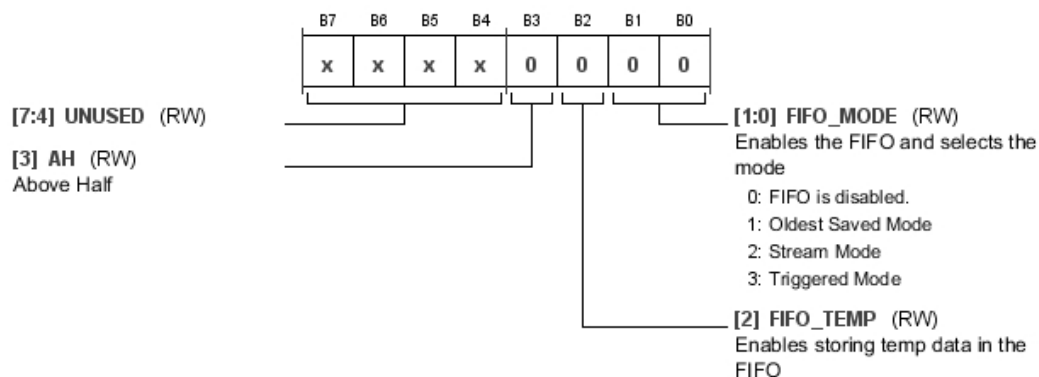 B7 B6 B5 B4 B3 B2 B1 B0
x x x x 0 0 0 0
[7:4] UNUSED (RW)
[3] AH (RW)
Above Half
[1:0] FIFO_MODE (RW)
Enables the FIFO and selects the
mode
0: FIFO is disabled.
1: Oldest Saved Mode
2: Stream Mode
3: Triggered Mode
[2] FIFO_TEMP (RW)
Enables storing temp data in the
FIFO